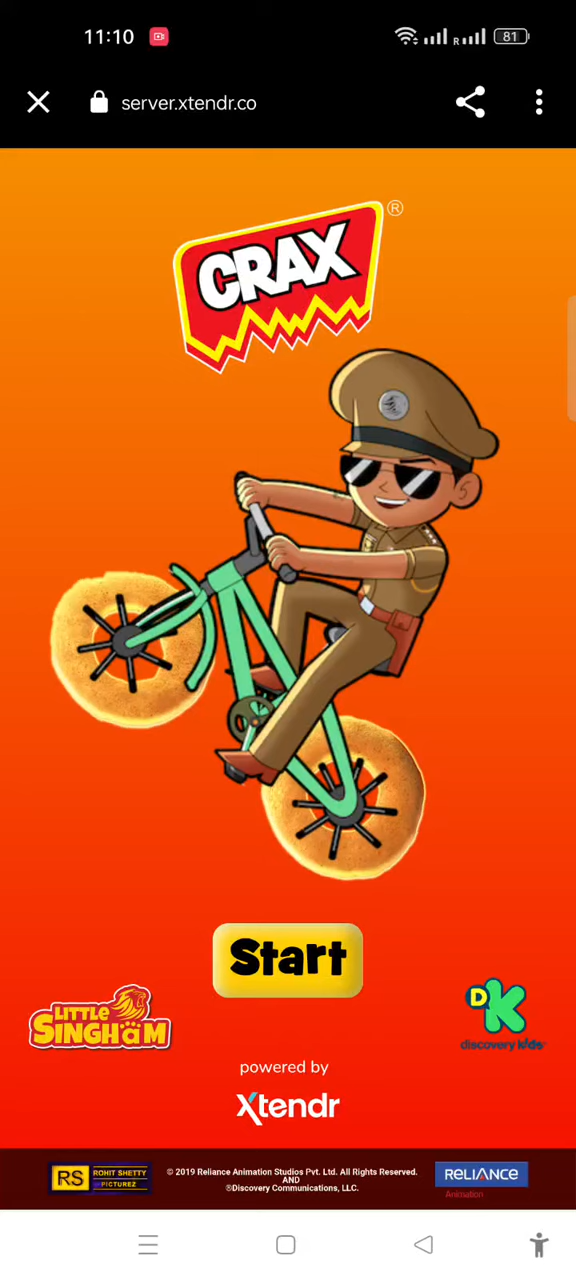 11:10
R
81
server.xtendr.co
CRAX®
Start
LITTLE
SINGHAM
DK
discovery kids
powered by
Xtendr
RS ROHIT SHETTY
PICTUREZ
© 2019 Reliance Animation Studios Pvt. Ltd. All Rights Reserved.
AND
®Discovery Communications, LLC.
RELIANCE
Animation